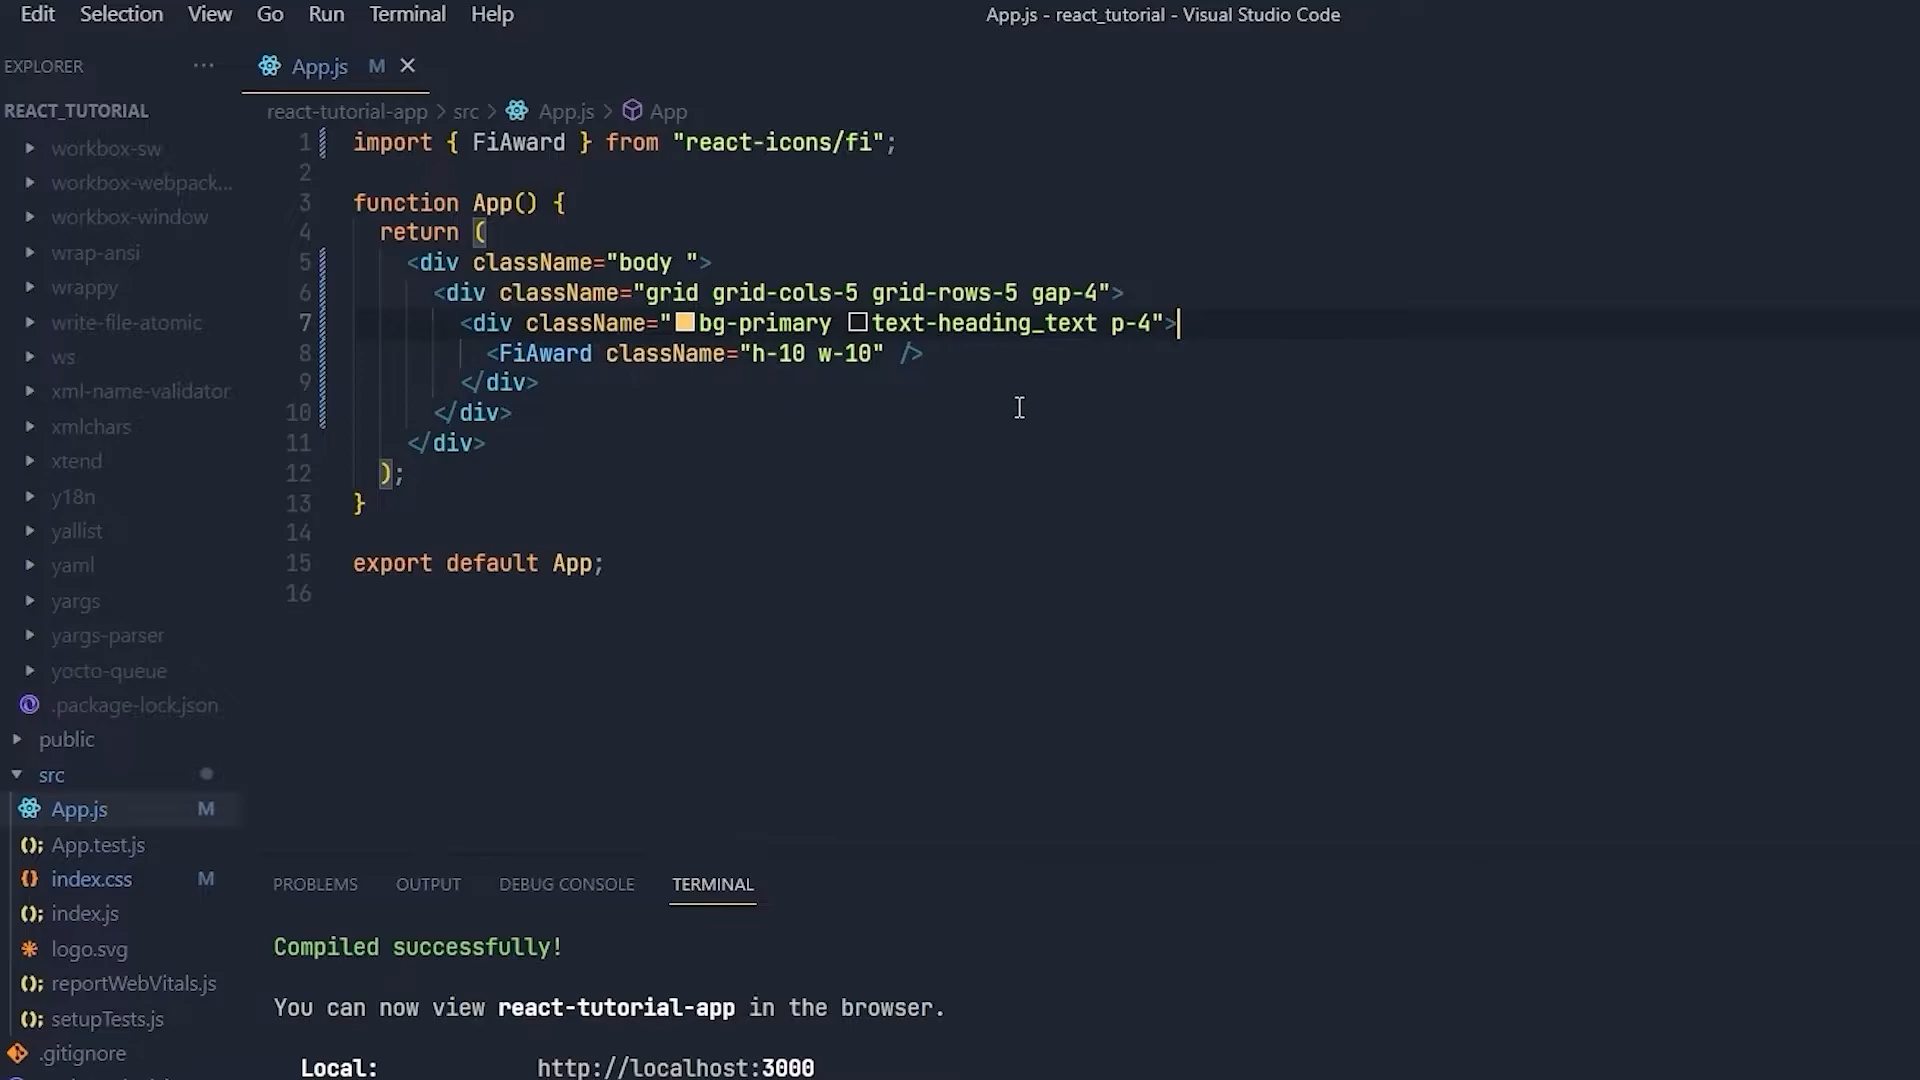 Edit Selection View Go Run Terminal Help
App.js - react_tutorial - Visual Studio Code
EXPLORER ···
App.js M
REACT_TUTORIAL
workbox-sw
workbox-webpack...
workbox-window
wrap-ansi
wrappy
write-file-atomic
ws
xml-name-validator
xmlchars
xtend
y18n
yallist
yaml
yargs
yargs-parser
yocto-queue
.package-lock.json
public
src
App.js M
App.test.js
index.css M
index.js
logo.svg
reportWebVitals.js
setupTests.js
.gitignore
react-tutorial-app > src > App.js > App
1 import { FiAward } from "react-icons/fi";
2
3 function App() {
4 return (
5 <div className="body ">
6 <div className="grid grid-cols-5 grid-rows-5 gap-4">
7 <div className="bg-primary text-heading_text p-4">
8 <FiAward className="h-10 w-10" />
9 </div>
10 </div>
11 </div>
12 );
13 }
14
15 export default App;
16
PROBLEMS OUTPUT DEBUG CONSOLE TERMINAL
Compiled successfully!
You can now view react-tutorial-app in the browser.
Local: http://localhost:3000